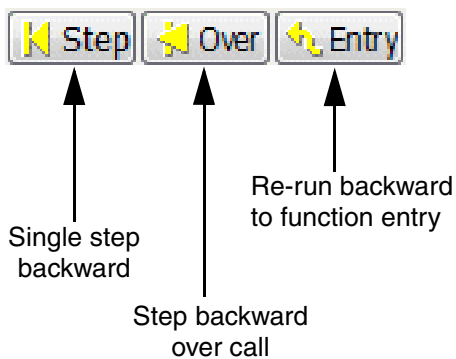 Step Over Entry
Re-run backward
to function entry
Single step
backward
Step backward
over call